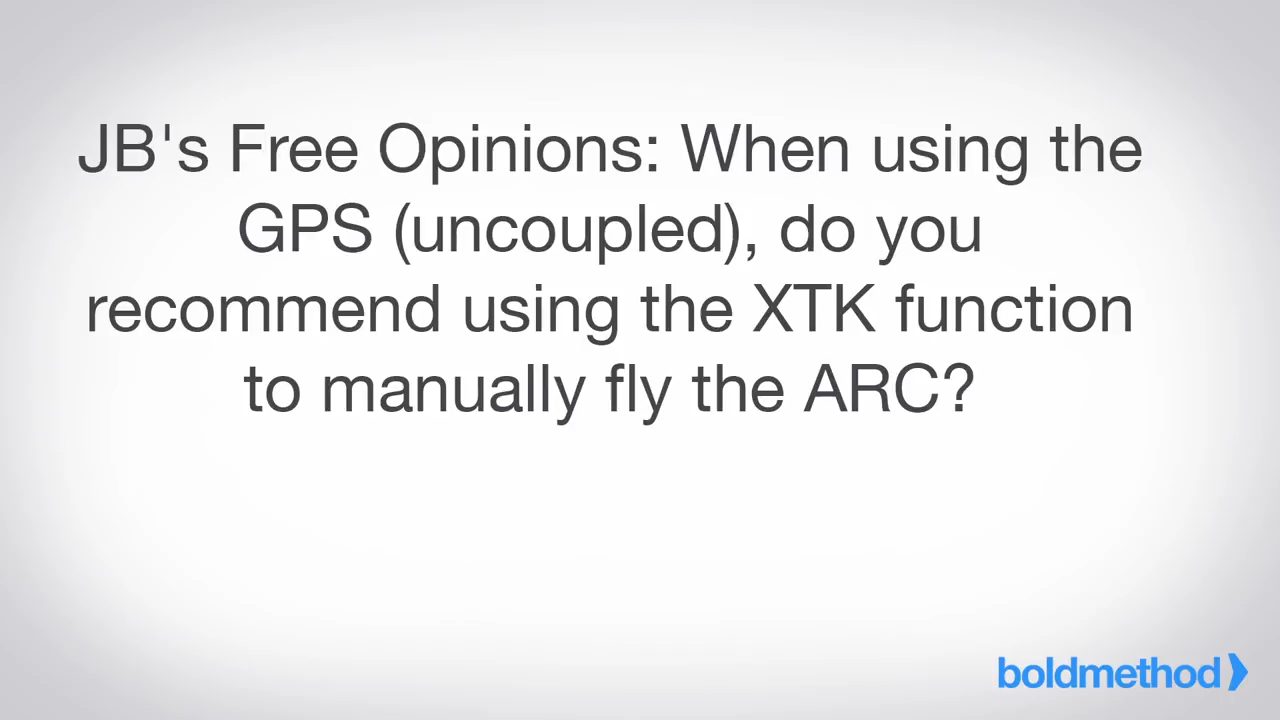 JB's Free Opinions: When using the
GPS (uncoupled), do you
recommend using the XTK function
to manually fly the ARC?
boldmethod